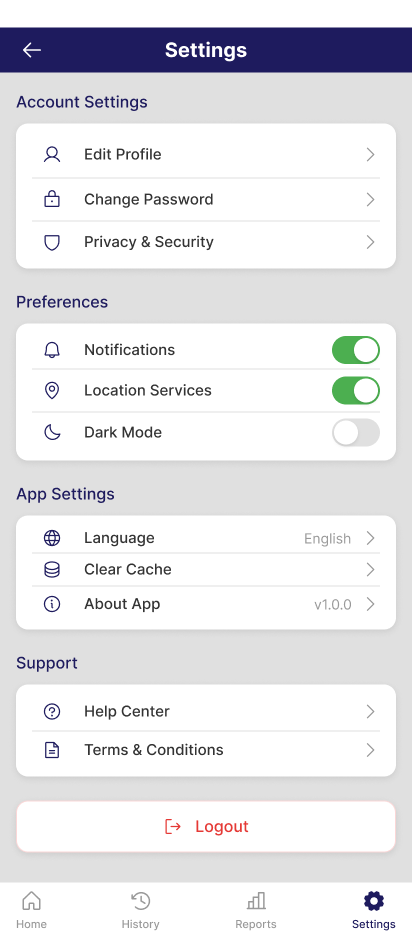 Settings
Account Settings
Edit Profile
Change Password
Privacy & Security
Preferences
Notifications
Location Services
Dark Mode
App Settings
Language English
Clear Cache
About App v1.0.0
Support
Help Center
Terms & Conditions
Logout
Home History Reports Settings